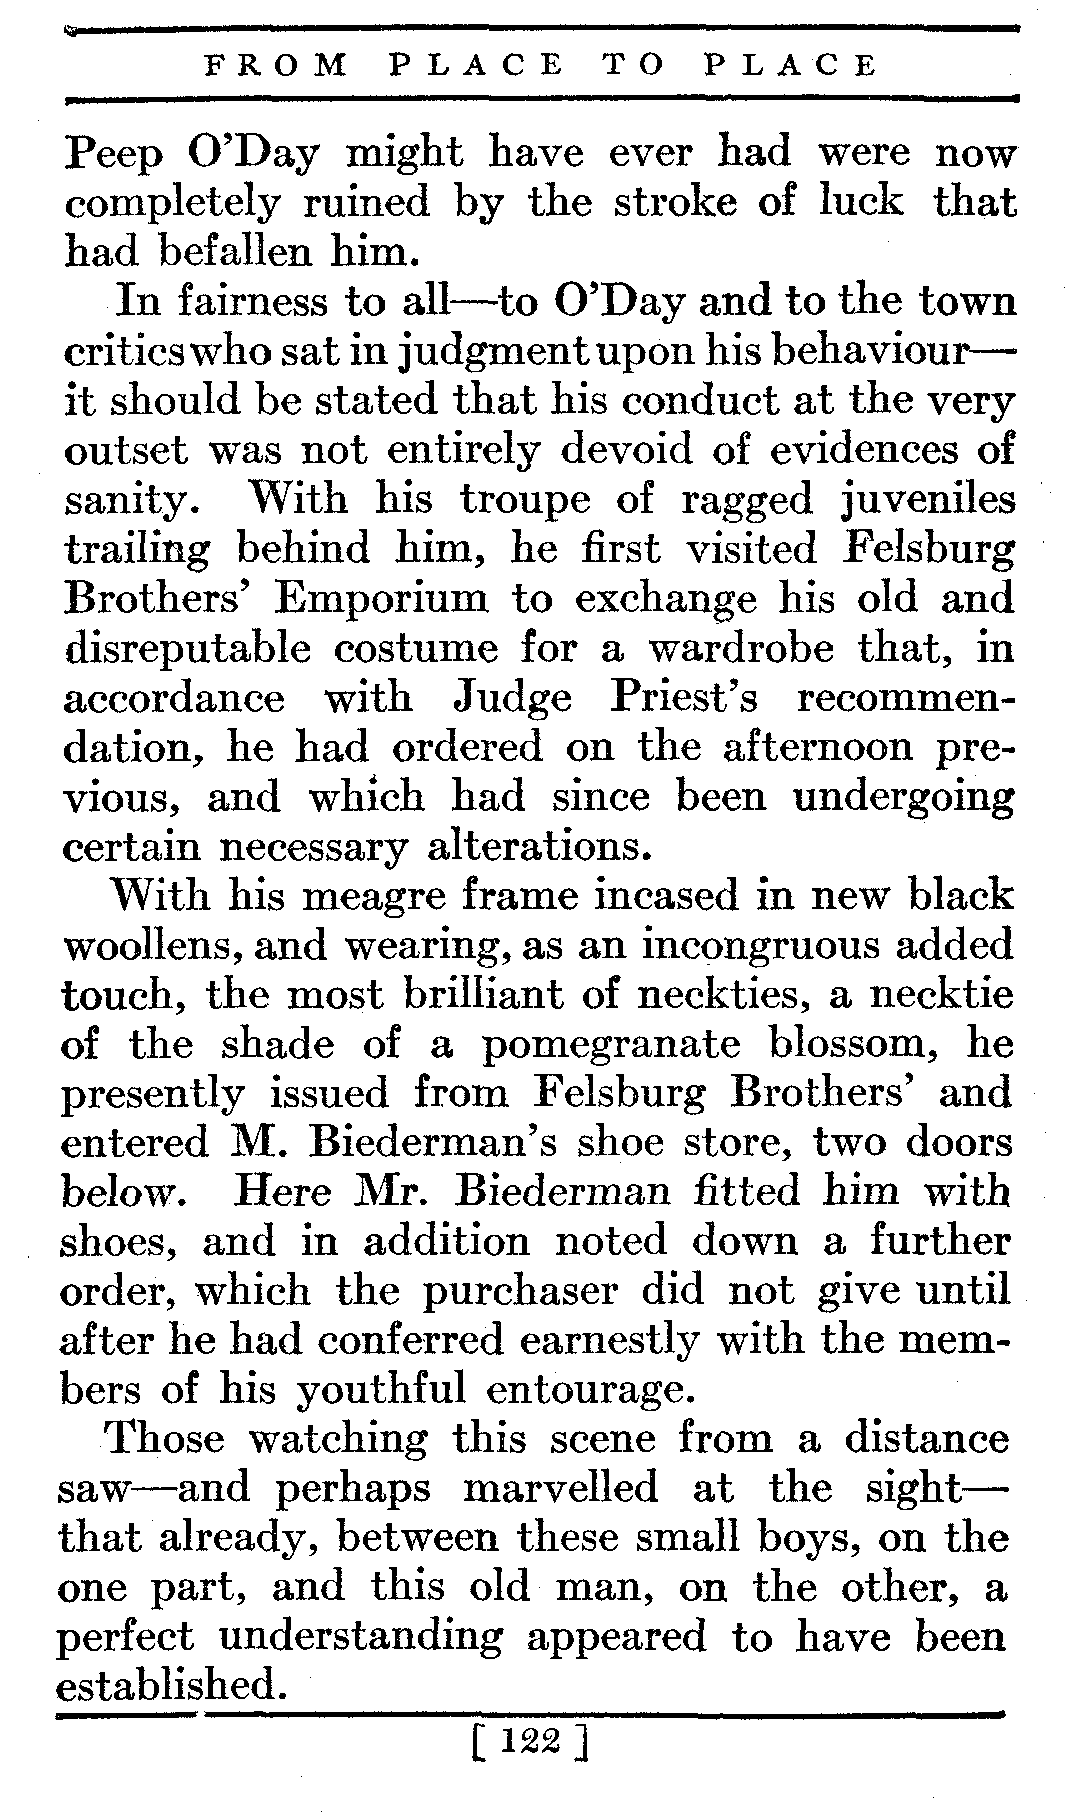 FROM PLACE TO PLACE
Peep O'Day might have ever had were now
completely ruined by the stroke of luck that
had befallen him.
In fairness to all—to O'Day and to the town
critics who sat in judgment upon his behaviour—
it should be stated that his conduct at the very
outset was not entirely devoid of evidences of
sanity. With his troupe of ragged juveniles
trailing behind him, he first visited Felsburg
Brothers' Emporium to exchange his old and
disreputable costume for a wardrobe that, in
accordance with Judge Priest's recommen-
dation, he had ordered on the afternoon pre-
vious, and which had since been undergoing
certain necessary alterations.
With his meagre frame incased in new black
woollens, and wearing, as an incongruous added
touch, the most brilliant of neckties, a necktie
of the shade of a pomegranate blossom, he
presently issued from Felsburg Brothers' and
entered M. Biederman's shoe store, two doors
below. Here Mr. Biederman fitted him with
shoes, and in addition noted down a further
order, which the purchaser did not give until
after he had conferred earnestly with the mem-
bers of his youthful entourage.
Those watching this scene from a distance
saw—and perhaps marvelled at the sight—
that already, between these small boys, on the
one part, and this old man, on the other, a
perfect understanding appeared to have been
established.
[ 122 ]